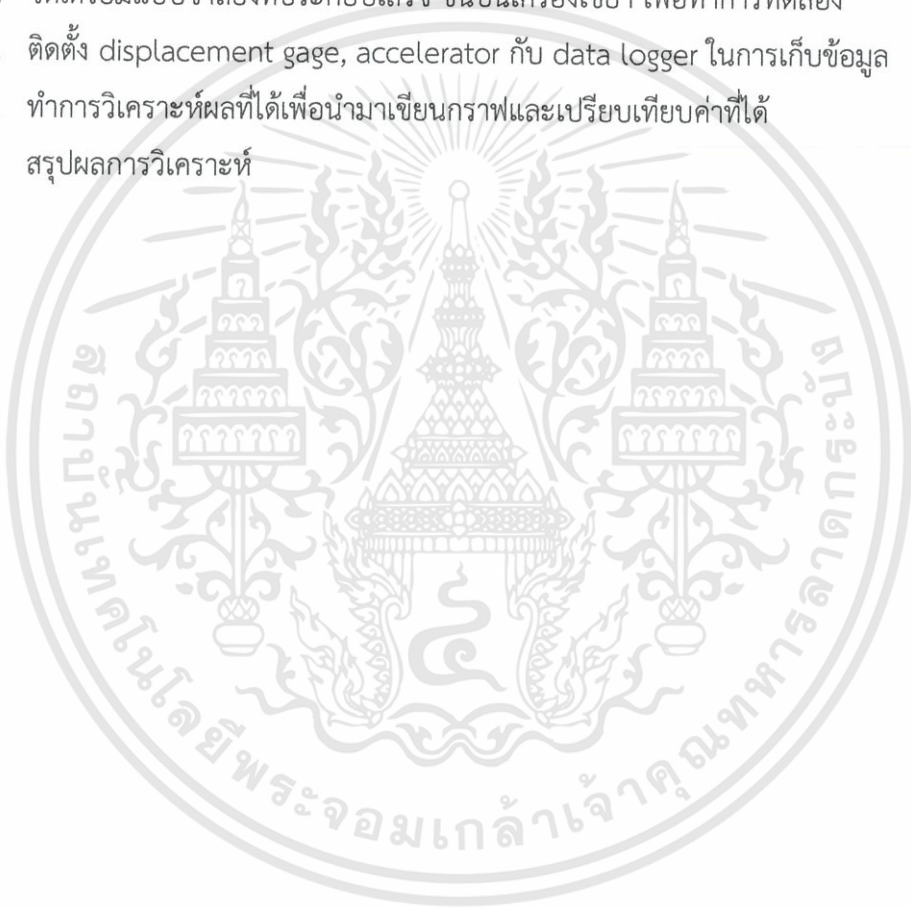 ติดตั้ง displacement gage, accelerator กับ data logger ในการเก็บข้อมูล
ทำการวิเคราะห์ผลที่ได้เพื่อนำมาเขียนกราฟและเปรียบเทียบค่าที่ได้
สรุปผลการวิเคราะห์
สถาบันเทคโนโลยีพระจอมเกล้าเจ้าคุณทหารลาดกระบัง